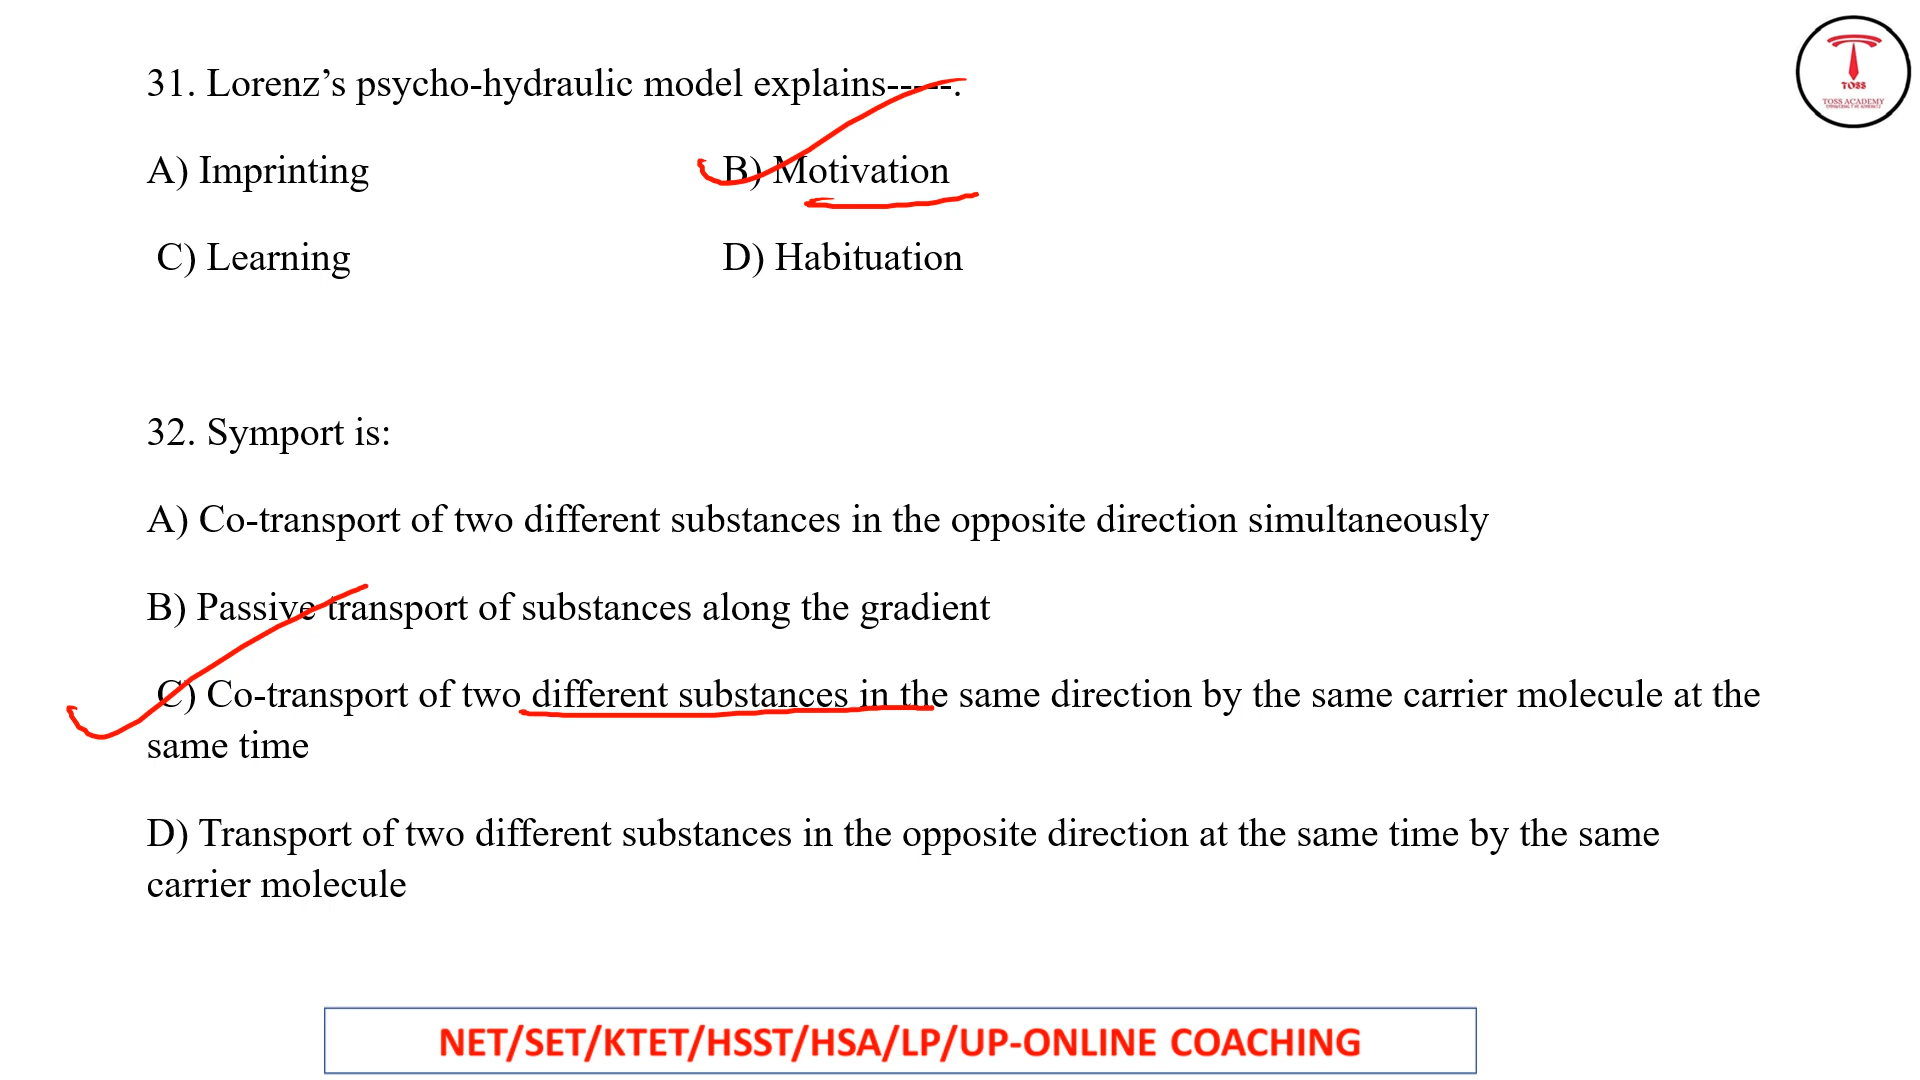 31. Lorenz’s psycho-hydraulic model explains-----.
TOSS
TOSS ACADEMY
A) Imprinting B) Motivation
C) Learning D) Habituation
32. Symport is:
A) Co-transport of two different substances in the opposite direction simultaneously
B) Passive transport of substances along the gradient
C) Co-transport of two different substances in the same direction by the same carrier molecule at the
same time
D) Transport of two different substances in the opposite direction at the same time by the same
carrier molecule
NET/SET/KTET/HSST/HSA/LP/UP-ONLINE COACHING